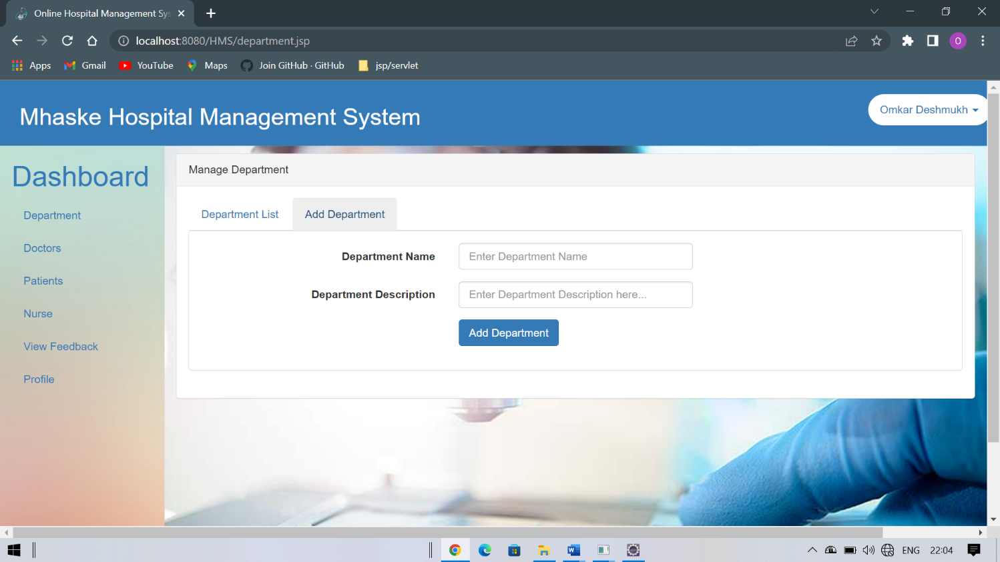 Online Hospital Management Sys
localhost:8080/HMS/department.jsp
O
Apps
Gmail
YouTube
Maps
Join GitHub · GitHub
jsp/servlet
Mhaske Hospital Management System
Omkar Deshmukh
Dashboard
Department
Doctors
Patients
Nurse
View Feedback
Profile
Manage Department
Department List
Add Department
Department Name
Enter Department Name
Department Description
Enter Department Description here...
Add Department
ENG
22:04